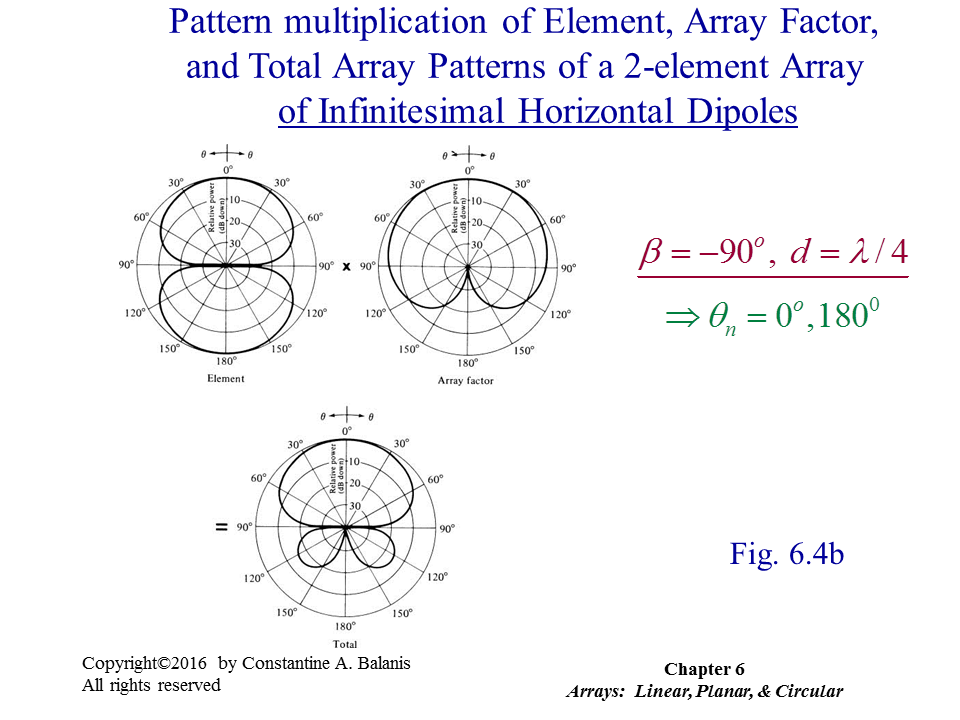 Pattern multiplication of Element, Array Factor,
and Total Array Patterns of a 2-element Array
of Infinitesimal Horizontal Dipoles
θ θ
0°
30° 30°
60° 60°
90° 90°
120° 120°
150° 150°
180°
Relative power
(dB down)
10
20
30
Element
x
θ θ
0°
30° 30°
60° 60°
90° 90°
120° 120°
150° 150°
180°
Relative power
(dB down)
10
20
30
Array factor
β = −90°, d = λ / 4
⇒ θn = 0°, 180⁰
=
θ θ
0°
30° 30°
60° 60°
90° 90°
120° 120°
150° 150°
180°
Relative power
(dB down)
10
20
30
Total
Fig. 6.4b
Copyright©2016 by Constantine A. Balanis
All rights reserved
Chapter 6
Arrays: Linear, Planar, & Circular